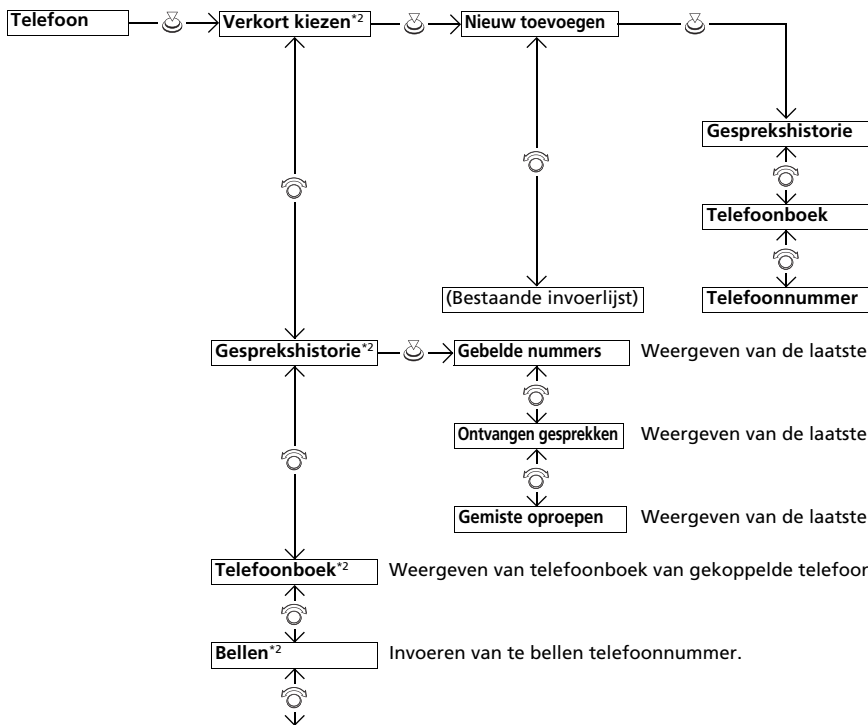 Telefoon
Verkort kiezen*2
Nieuw toevoegen
Gesprekshistorie
Telefoonboek
(Bestaande invoerlijst)
Telefoonnummer
Gesprekshistorie*2
Gebelde nummers
Weergeven van de laatste
Ontvangen gesprekken
Weergeven van de laatste
Gemiste oproepen
Weergeven van de laatste
Telefoonboek*2
Weergeven van telefoonboek van gekoppelde telefoon
Bellen*2
Invoeren van te bellen telefoonnummer.